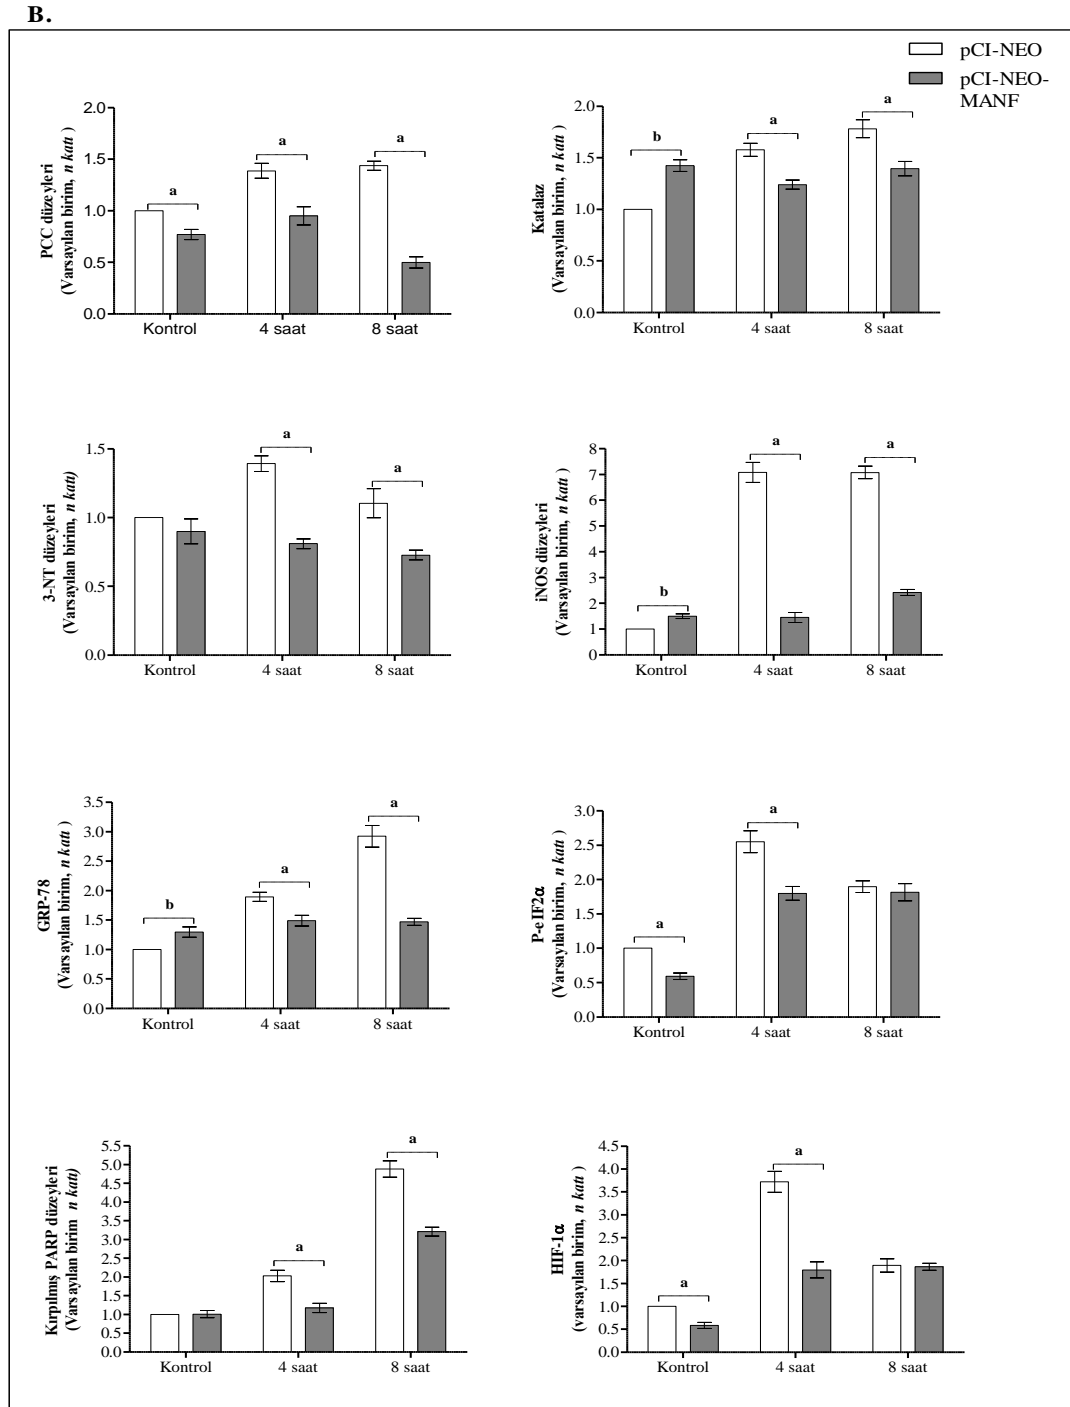 B.
pCI-NEO
pCI-NEO-
MANF
PCC düzeyleri
(Varsayılan birim, n katı )
2.0
1.5
1.0
0.5
0.0
a
a
a
Kontrol 4 saat 8 saat
Katalaz
(Varsayılan birim, n katı )
2.0
1.5
1.0
0.5
0.0
b
a
a
Kontrol 4 saat 8 saat
3-NT düzeyleri
(Varsayılan birim, n katı)
1.5
1.0
0.5
0.0
a
a
Kontrol 4 saat 8 saat
iNOS düzeyleri
(Varsayılan birim, n katı )
8
7
6
5
4
3
2
1
0
b
a
a
Kontrol 4 saat 8 saat
GRP-78
(Varsayılan birim, n katı )
3.5
3.0
2.5
2.0
1.5
1.0
0.5
0.0
b
a
a
Kontrol 4 saat 8 saat
P-eIF2α
(Varsayılan birim, n katı )
3.0
2.5
2.0
1.5
1.0
0.5
0.0
a
a
Kontrol 4 saat 8 saat
Kırpılmış PARP düzeyleri
(Varsayılan birim n katı)
5.5
5.0
4.5
4.0
3.5
3.0
2.5
2.0
1.5
1.0
0.5
0.0
a
a
Kontrol 4 saat 8 saat
HIF-1α
(varsayılan birim, n katı )
4.5
4.0
3.5
3.0
2.5
2.0
1.5
1.0
0.5
0.0
a
a
Kontrol 4 saat 8 saat